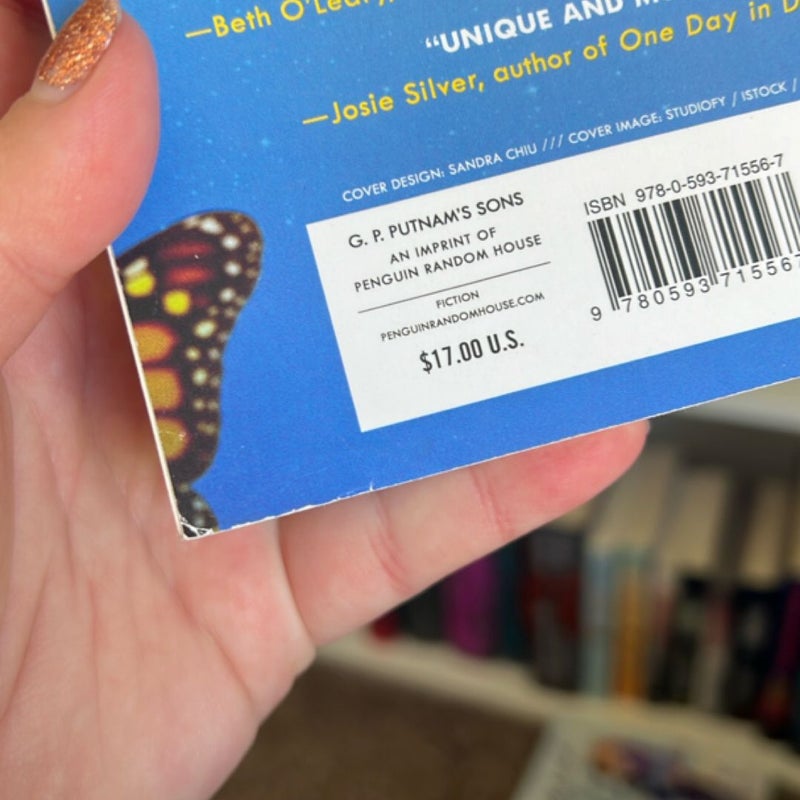 —Beth O'Leary,
"UNIQUE AND
—Josie Silver, author of One Day in
COVER DESIGN: SANDRA CHIU /// COVER IMAGE: STUDIOFY / ISTOCK /
G. P. PUTNAM'S SONS
AN IMPRINT OF
PENGUIN RANDOM HOUSE
FICTION
PENGUINRANDOMHOUSE.COM
$17.00 U.S.
ISBN 978-0-593-71556-7
9 780593 715567